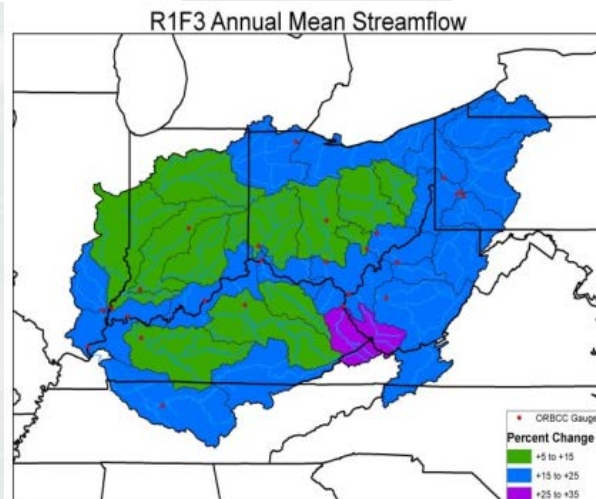 R1F3 Annual Mean Streamflow
ORBCC Gauge
Percent Change
+5 to +15
+15 to +25
+25 to +35